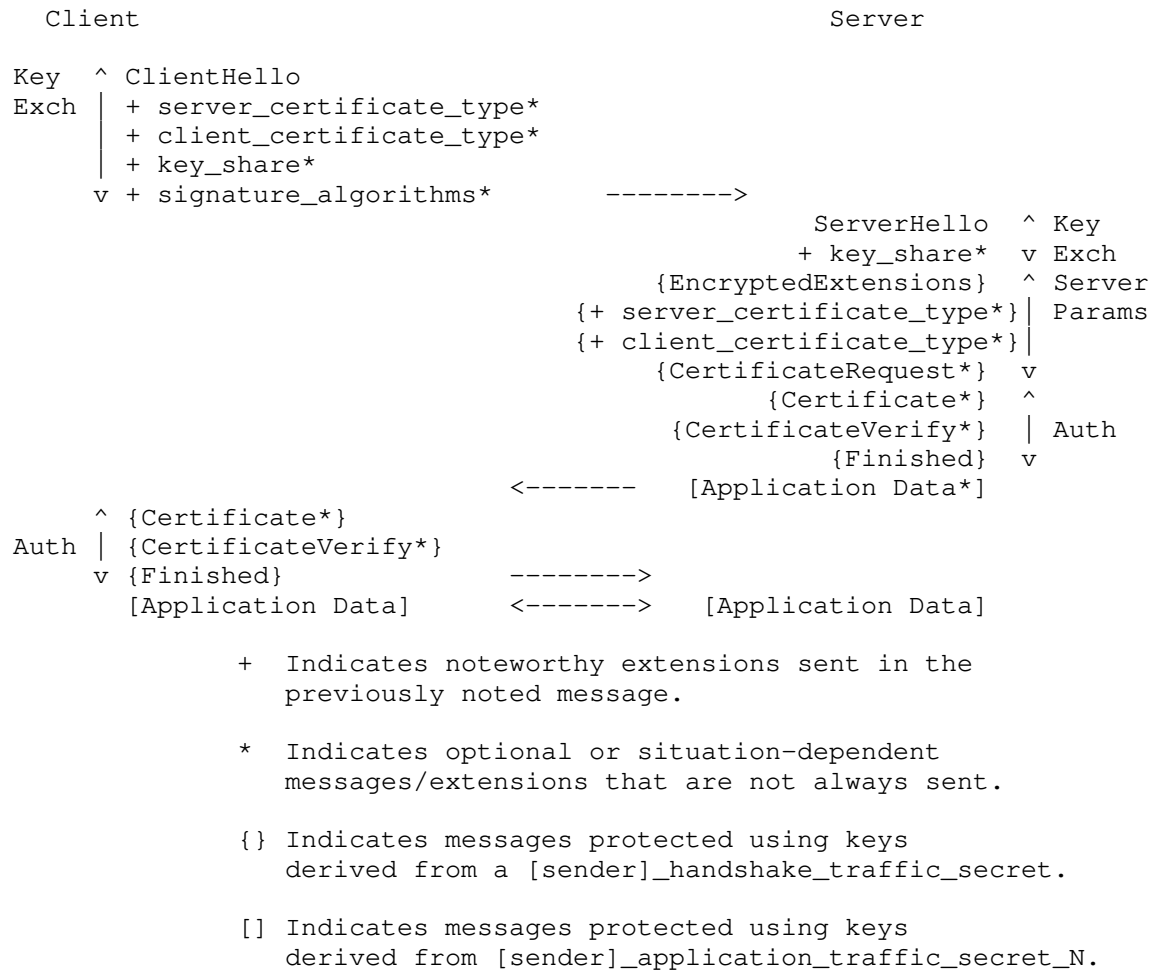 Client                                           Server

Key  ^ ClientHello
Exch | + server_certificate_type*
     | + client_certificate_type*
     | + key_share*
     v + signature_algorithms*       -------->
                                                  ServerHello  ^ Key
                                                 + key_share*  v Exch
                                        {EncryptedExtensions}  ^ Server
                                  {+ server_certificate_type*}| Params
                                  {+ client_certificate_type*}|
                                        {CertificateRequest*}  v
                                               {Certificate*}  ^
                                         {CertificateVerify*}  | Auth
                                                   {Finished}  v
                               <-------  [Application Data*]
     ^ {Certificate*}
Auth | {CertificateVerify*}
     v {Finished}              -------->
       [Application Data]      <------->  [Application Data]

              +  Indicates noteworthy extensions sent in the
                 previously noted message.

              *  Indicates optional or situation-dependent
                 messages/extensions that are not always sent.

              {} Indicates messages protected using keys
                 derived from a [sender]_handshake_traffic_secret.

              [] Indicates messages protected using keys
                 derived from [sender]_application_traffic_secret_N.